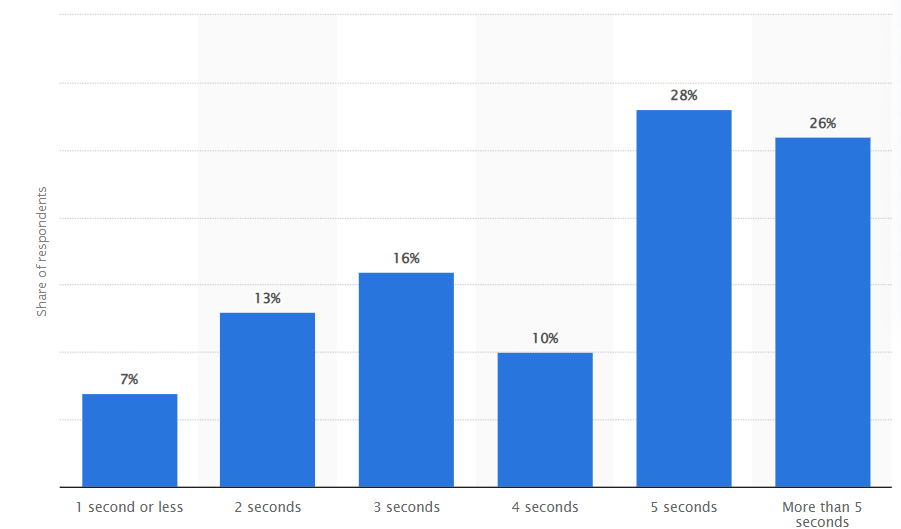 Share of respondents
7%
13%
16%
10%
28%
26%
1 second or less
2 seconds
3 seconds
4 seconds
5 seconds
More than 5
seconds